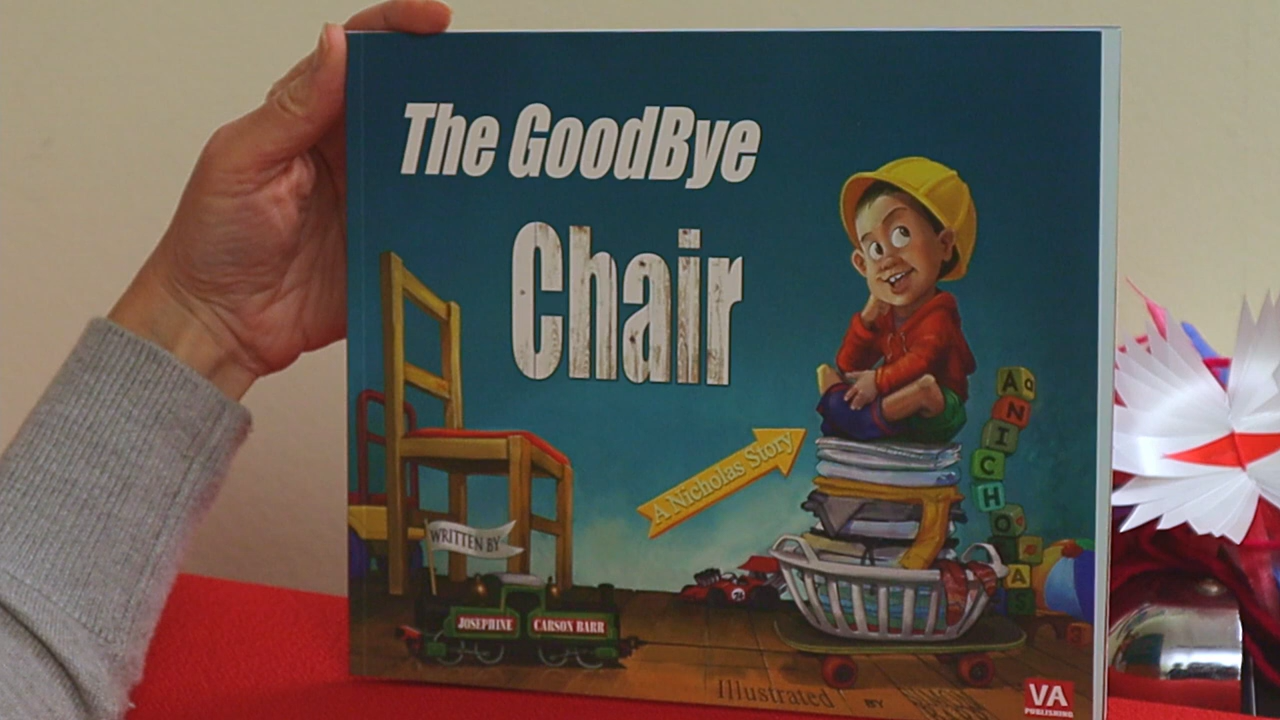 The GoodBye
Chair
A Nicholas Story
WRITTEN BY
JOSEPHINE CARSON BARR
A
N
I
C
H
O
A
S
Illustrated BY
VA
PUBLISHING